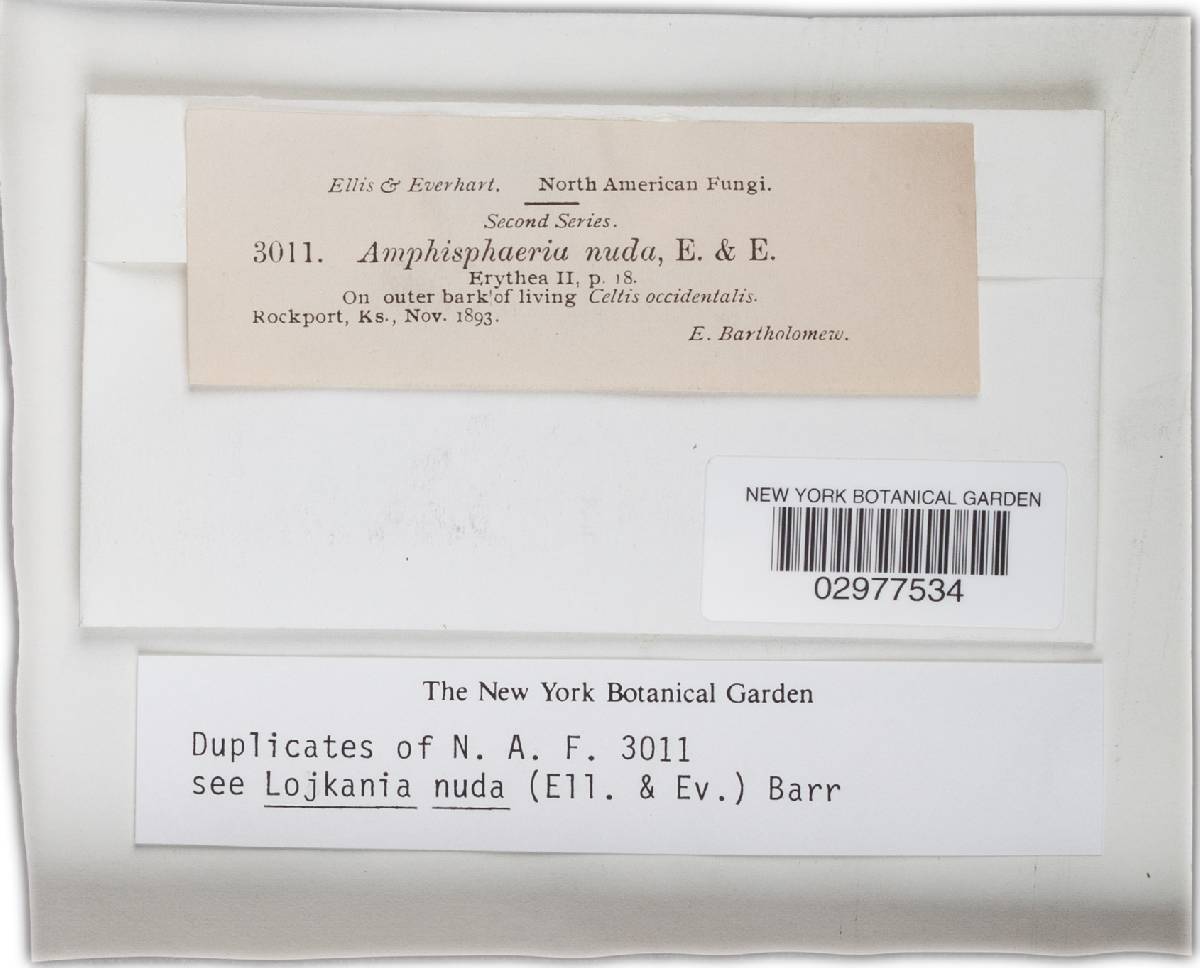 Ellis & Everhart. North American Fungi.
Second Series.
3011. Amphisphaeria nuda, E. & E.
Erythea II, p. 18.
On outer bark of living Celtis occidentalis.
Rockport, Ks., Nov. 1893.
E. Bartholomew.
NEW YORK BOTANICAL GARDEN
02977534
The New York Botanical Garden
Duplicates of N. A. F. 3011
see Lojkania nuda (Ell. & Ev.) Barr